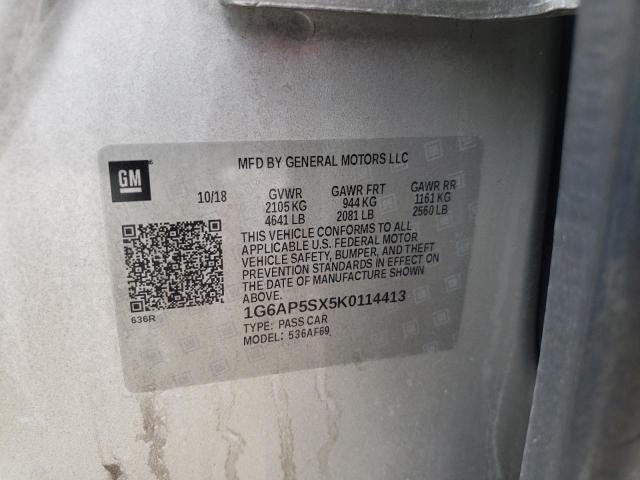 GM
MFD BY GENERAL MOTORS LLC
10/18 GVWR GAWR FRT GAWR RR
2105 KG 944 KG 1161 KG
4641 LB 2081 LB 2560 LB
THIS VEHICLE CONFORMS TO ALL
APPLICABLE U.S. FEDERAL MOTOR
VEHICLE SAFETY, BUMPER, AND THEFT
PREVENTION STANDARDS IN EFFECT ON
THE DATE OF MANUFACTURE SHOWN
ABOVE.
636R
1G6AP5SX5K0114413
TYPE: PASS CAR
MODEL: 536AF69